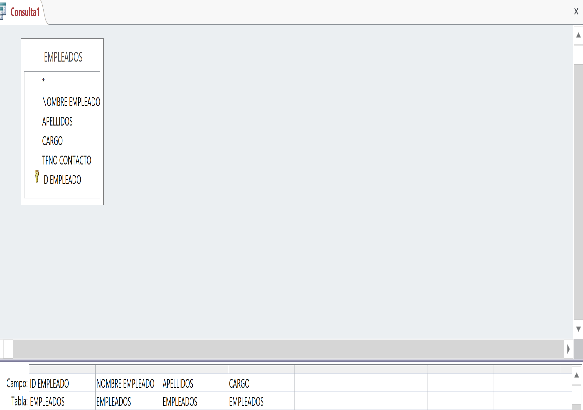 Consulta1
EMPLEADOS
*
NOMBRE EMPLEADO
APELLIDOS
CARGO
TFNO CONTACTO
ID EMPLEADO
Campo: ID EMPLEADO NOMBRE EMPLEADO APELLIDOS CARGO
Tabla: EMPLEADOS EMPLEADOS EMPLEADOS EMPLEADOS